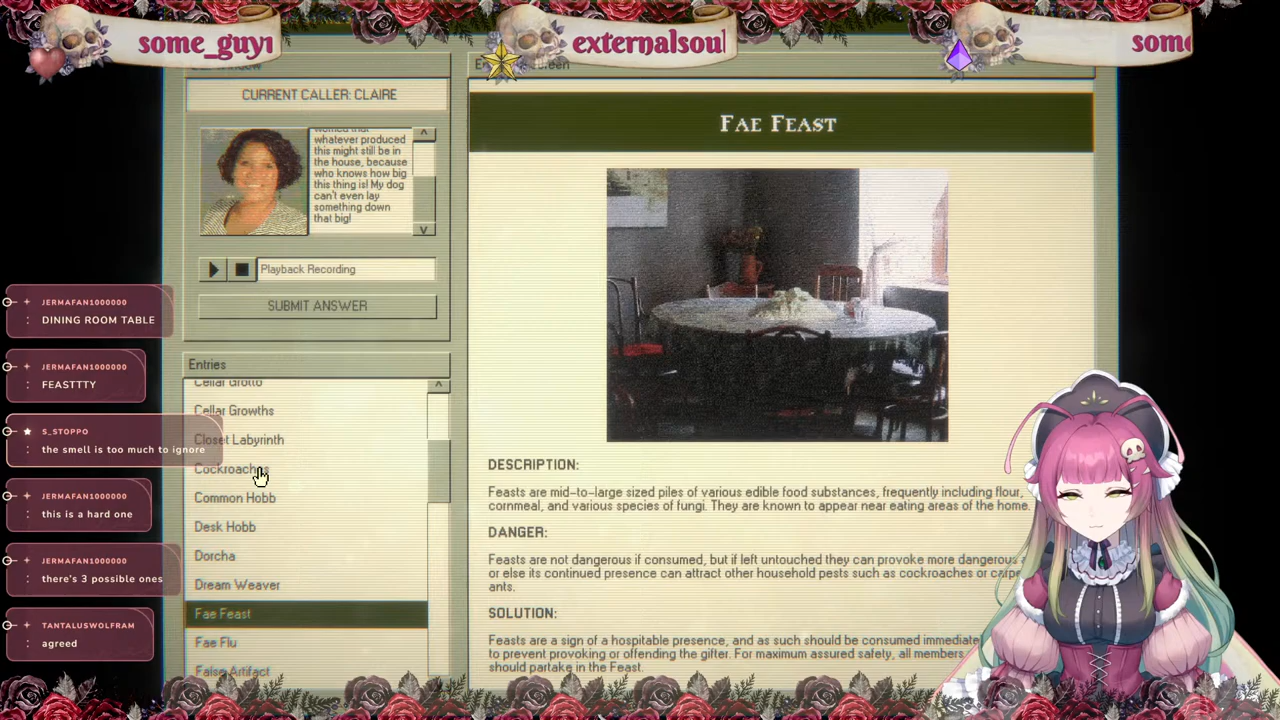 some_guy
externalsoul
some
CURRENT CALLER: CLAIRE
whatever produced
this might still be in
the house, because
who knows how big
this thing is! My dog
can't even lay
something down
that big!
Playback Recording
SUBMIT ANSWER
Entries
Cellar Grotto
Cellar Growths
Closet Labyrinth
Cockroaches
Common Hobb
Desk Hobb
Dorcha
Dream Weaver
Fae Feast
Fae Flu
False Artifact
FAE FEAST
DESCRIPTION:
Feasts are mid-to-large sized piles of various edible food substances, frequently including flour,
cornmeal, and various species of fungi. They are known to appear near eating areas of the home.
DANGER:
Feasts are not dangerous if consumed, but if left untouched they can provoke more dangerous
or else its continued presence can attract other household pests such as cockroaches or
ants.
SOLUTION:
Feasts are a sign of a hospitable presence, and as such should be consumed
to prevent provoking or offending the gifter. For maximum assured safety, all members
should partake in the Feast.
JERMAFAN1000000
DINING ROOM TABLE
JERMAFAN1000000
FEASTTTY
S_STOPPO
the smell is too much to ignore
JERMAFAN1000000
this is a hard one
JERMAFAN1000000
there's 3 possible ones
TANTALUSWOLFRAM
agreed